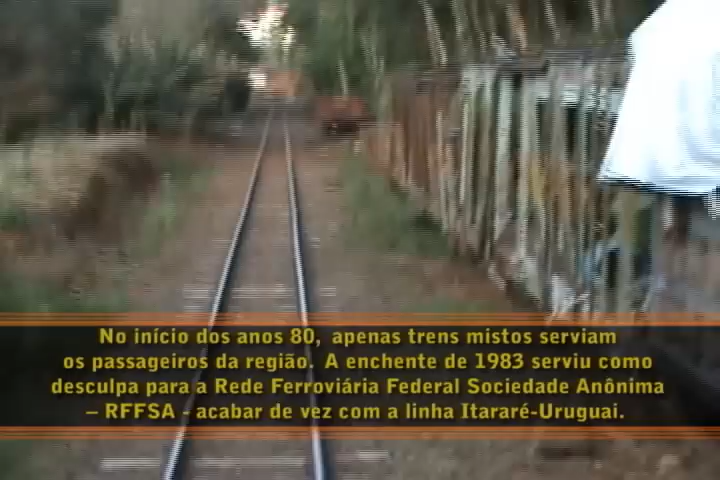 No início dos anos 80, apenas trens mistos serviam
os passageiros da região. A enchente de 1983 serviu como
desculpa para a Rede Ferroviária Federal Sociedade Anônima
– RFFSA - acabar de vez com a linha Itararé-Uruguai.